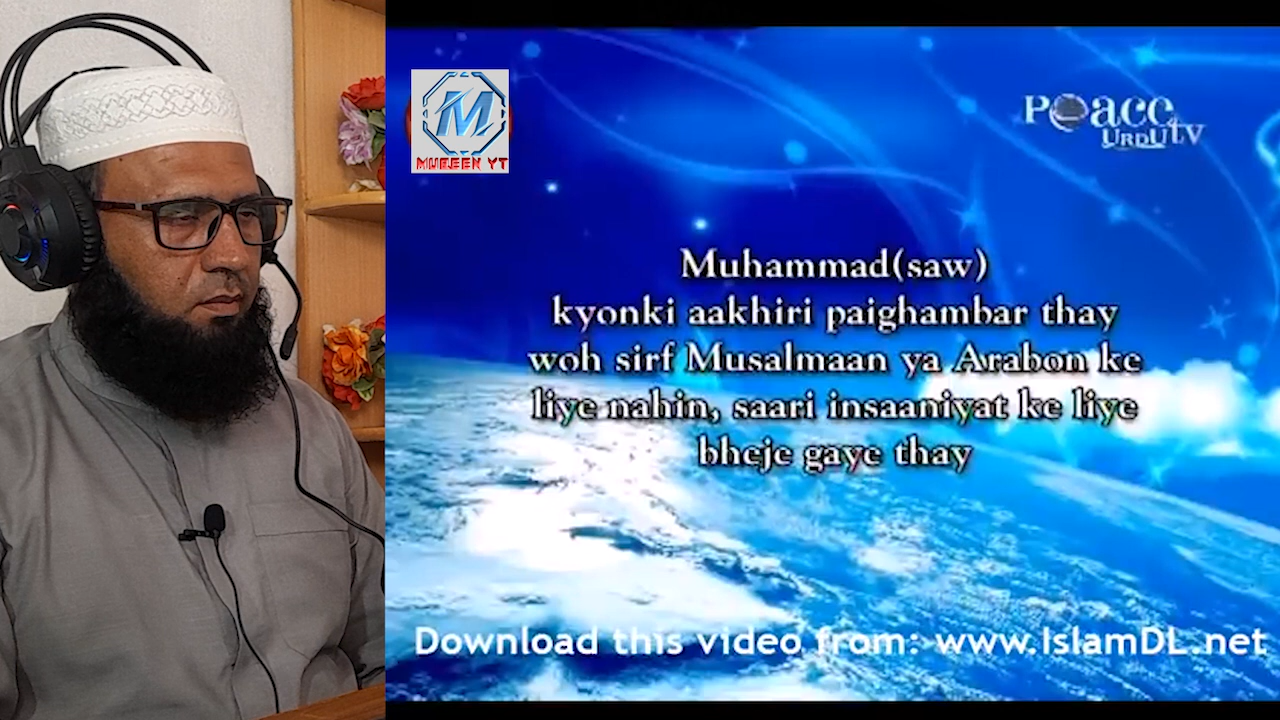 M
MUBEEN YT
Peace
URDU TV
Muhammad(saw)
kyonki aakhiri paighambar thay
woh sirf Musalmaan ya Arabon ke
liye nahin, saari insaaniyat ke liye
bheje gaye thay
Download this video from: www.IslamDL.net